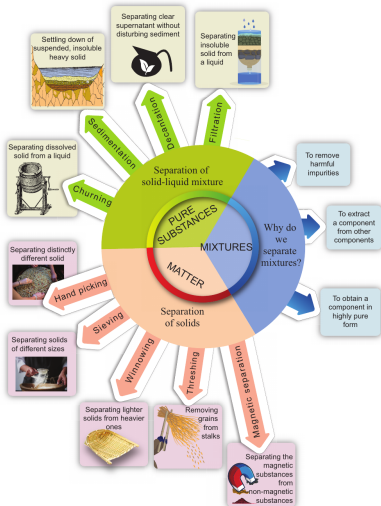 Separating clear
supernatant without
disturbing sediment
Settling down of
suspended, insoluble
heavy solid
Separating
insoluble
solid from
a liquid
Separating dissolved
solid from a liquid
Churning
Sedimentation
Decantation
Filtration
Separation of
solid-liquid mixture
PURE
SUBSTANCES
MIXTURES
MATTER
Why do
we
separate
mixtures?
To remove
harmful
impurities
To extract
a component
from other
components
To obtain a
component in
highly pure
form
Separation
of solids
Separating distinctly
different solid
Hand picking
Separating solids
of different sizes
Sieving
Winnowing
Threshing
Magnetic separation
Separating lighter
solids from heavier
ones
Removing
grains
from
stalks
Separating the
magnetic
substances
from
non-magnetic
substances